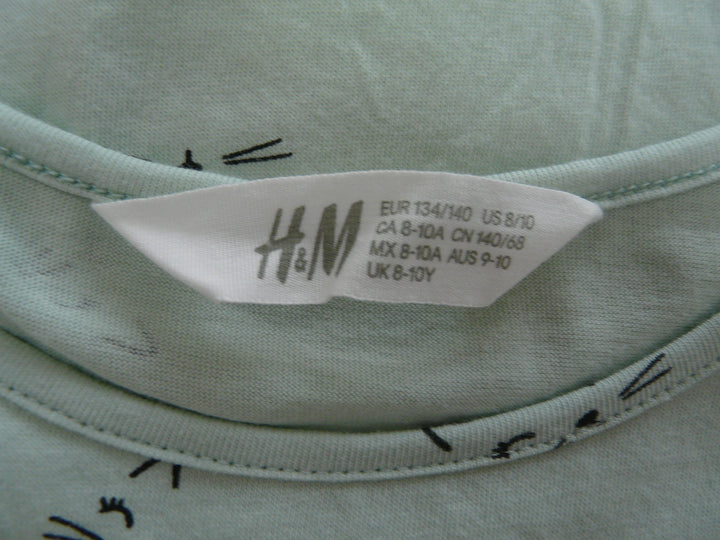 H&M
EUR 134/140 US 8/10
CA 8-10A CN 140/68
MX 8-10A AUS 9-10
UK 8-10Y